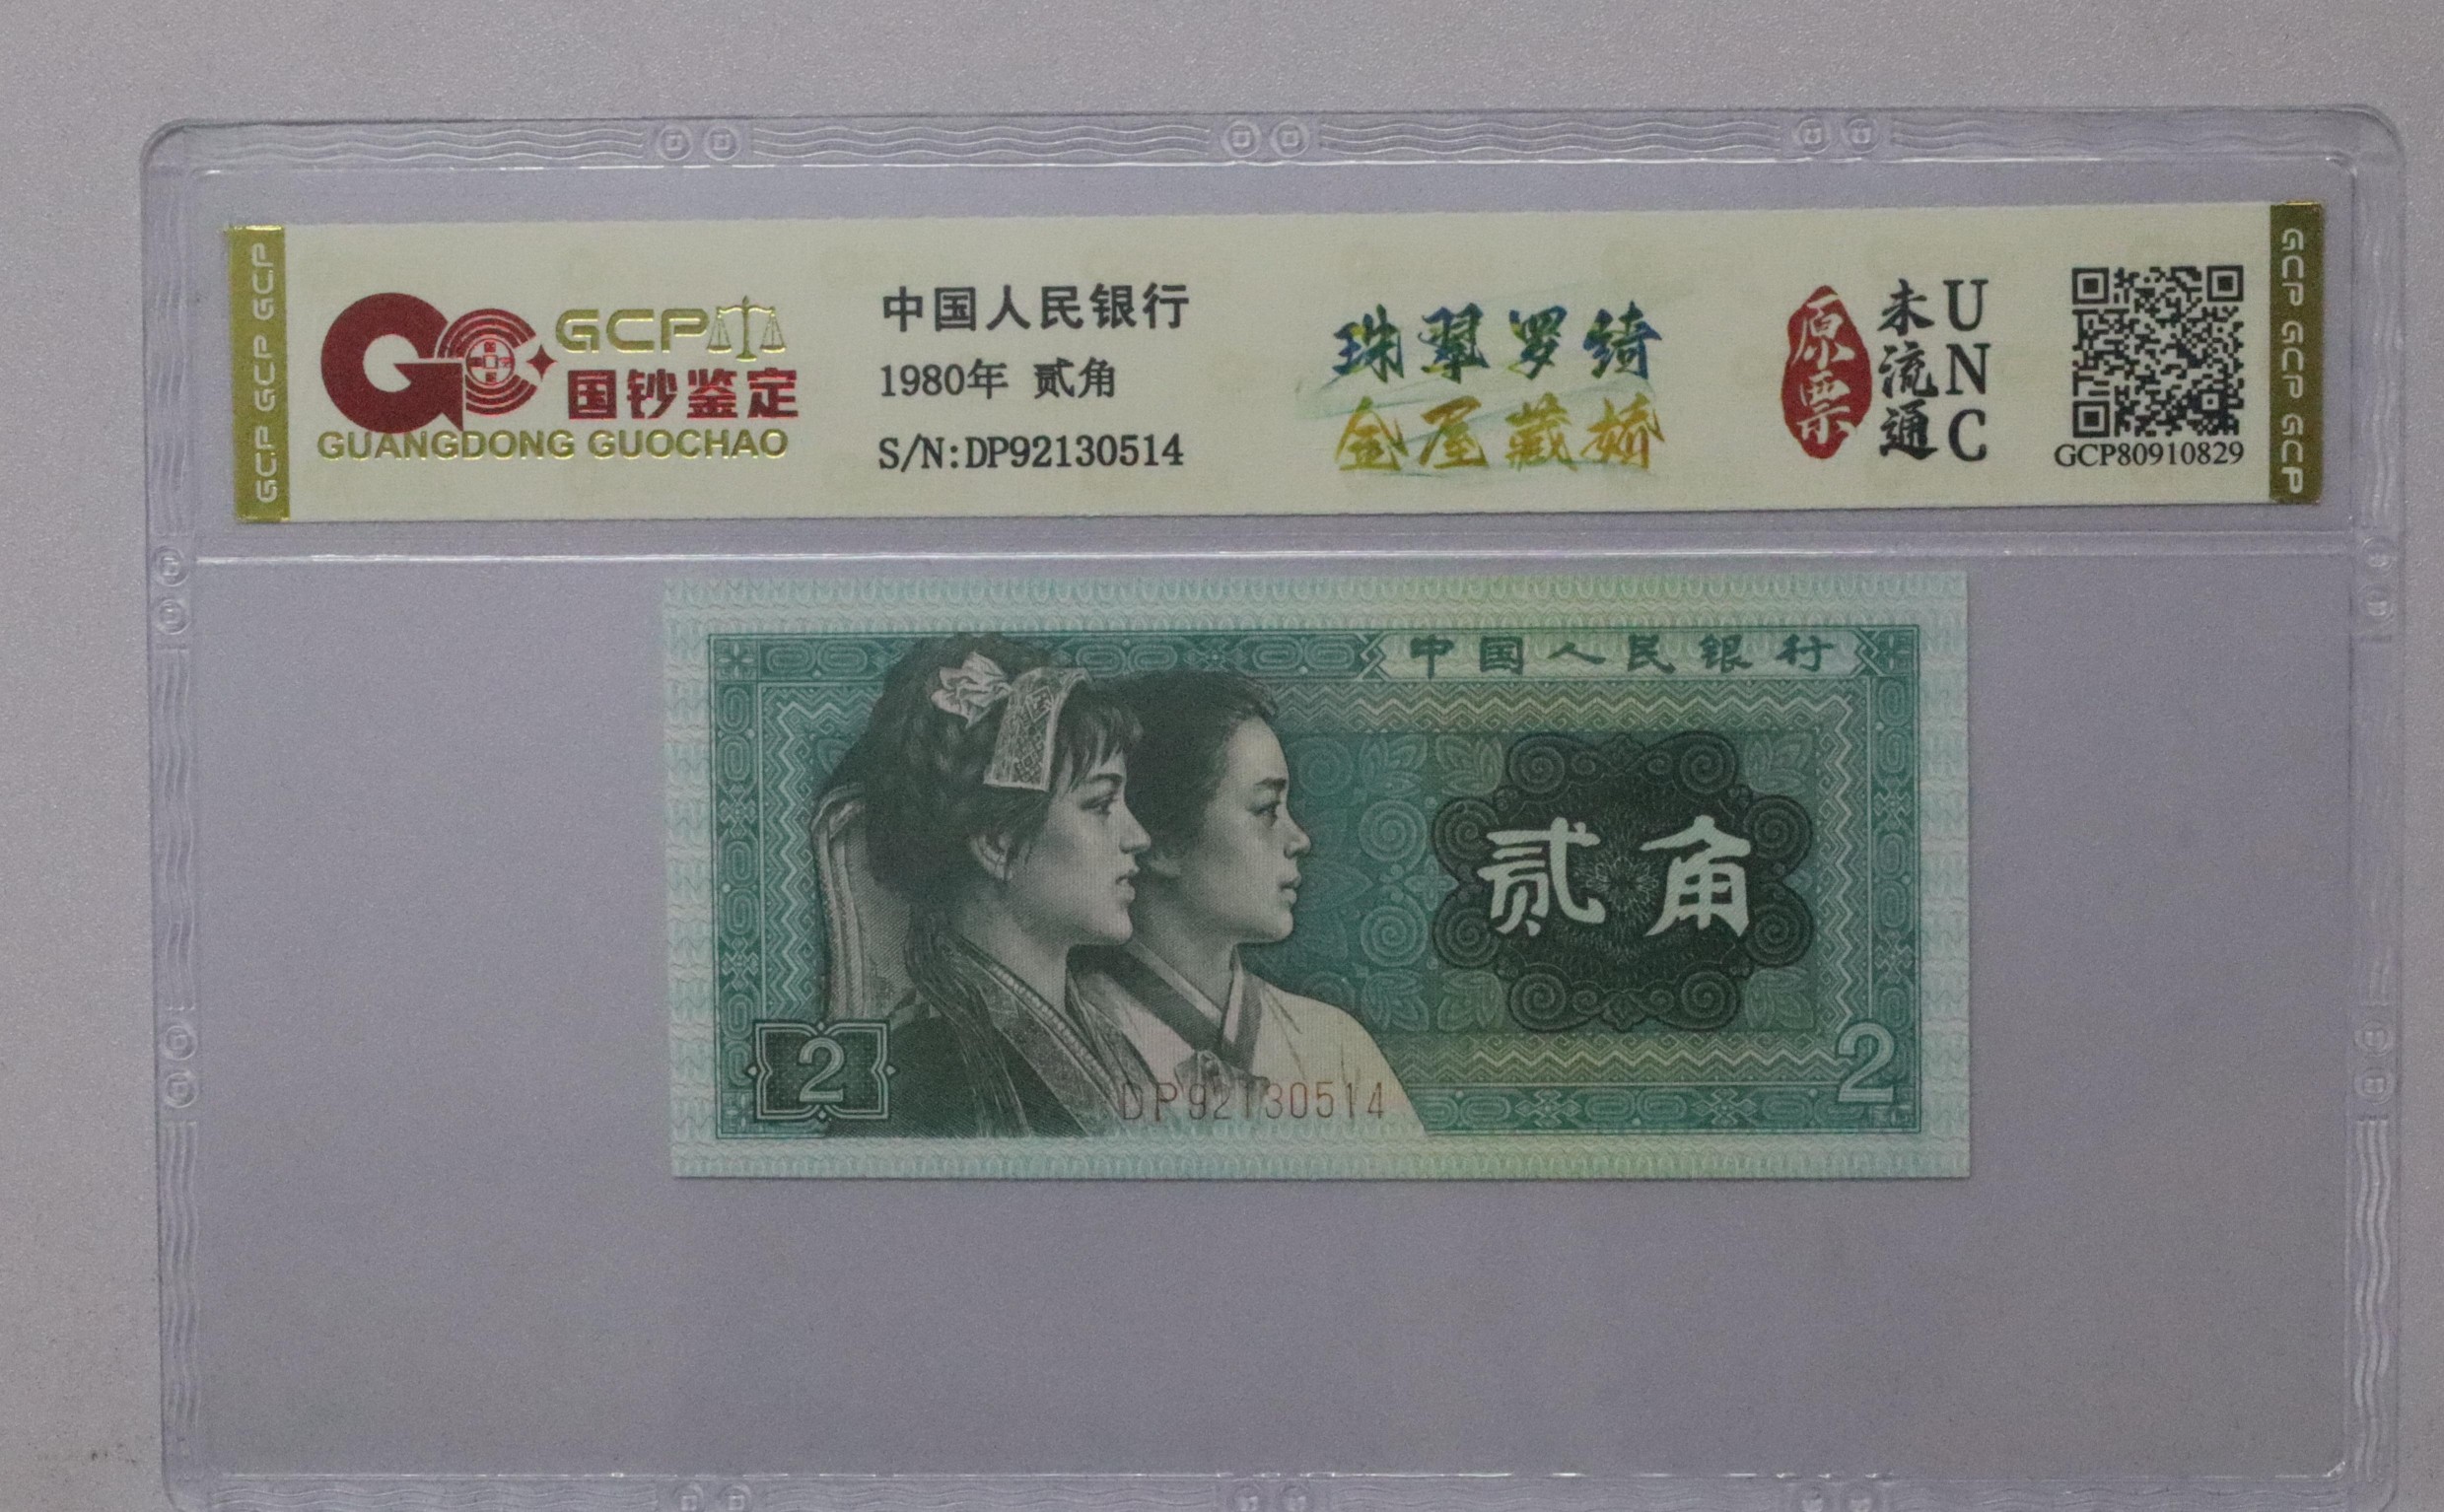 GCP GCP GCP
GCP
国钞鉴定
GUANGDONG GUOCHAO
中国人民银行
1980年 贰角
S/N:DP92130514
珠翠罗绮
金屋藏娇
原票
未流通
UNC
GCP80910829
GCP GCP GCP
中国人民银行
贰角
2
2
DP92130514